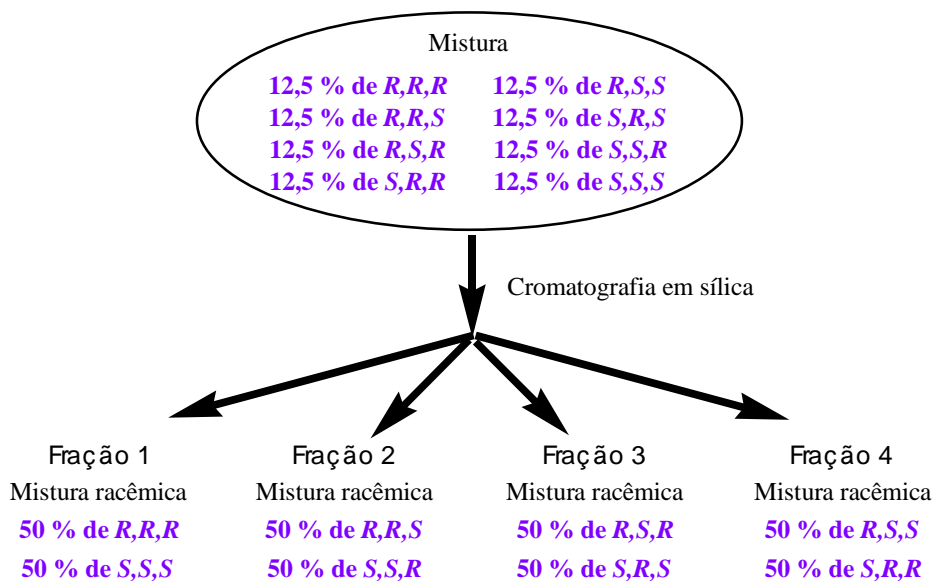 Mistura
12,5 % de R,R,R 12,5 % de R,S,S
12,5 % de R,R,S 12,5 % de S,R,S
12,5 % de R,S,R 12,5 % de S,S,R
12,5 % de S,R,R 12,5 % de S,S,S
Cromatografia em sílica
Fração 1 Fração 2 Fração 3 Fração 4
Mistura racêmica Mistura racêmica Mistura racêmica Mistura racêmica
50 % de R,R,R 50 % de R,R,S 50 % de R,S,R 50 % de R,S,S
50 % de S,S,S 50 % de S,S,R 50 % de S,R,S 50 % de S,R,R